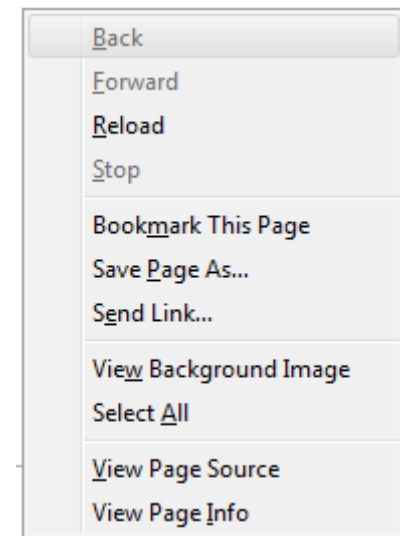 Back
Forward
Reload
Stop
Bookmark This Page
Save Page As...
Send Link...
View Background Image
Select All
View Page Source
View Page Info